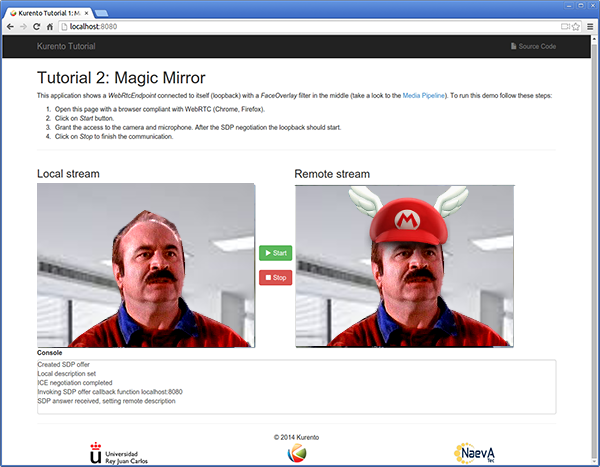 Kurento Tutorial 1: M
localhost:8080
Kurento Tutorial
Source Code
Tutorial 2: Magic Mirror
This application shows a WebRtcEndpoint connected to itself (loopback) with a FaceOverlay filter in the middle (take a look to the Media Pipeline). To run this demo follow these steps:
1. Open this page with a browser compliant with WebRTC (Chrome, Firefox).
2. Click on Start button.
3. Grant the access to the camera and microphone. After the SDP negotiation the loopback should start.
4. Click on Stop to finish the communication.
Local stream
Remote stream
M
Start
Stop
Console
Created SDP offer
Local description set
ICE negotiation completed
Invoking SDP offer callback function localhost:8080
SDP answer received, setting remote description
© 2014 Kurento
Universidad
Rey Juan Carlos
NaevA
Tec